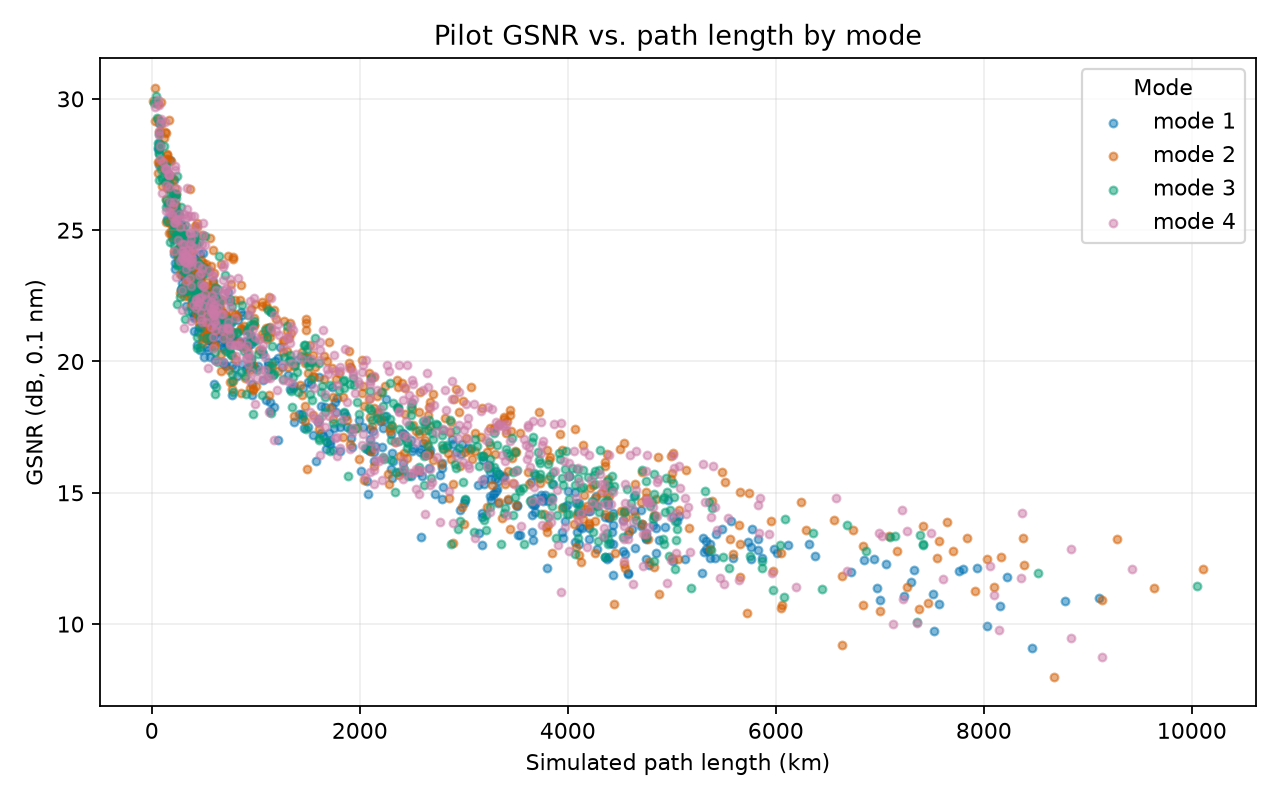 Pilot GSNR vs. path length by mode
GSNR (dB, 0.1 nm)
30
25
20
15
10
Mode
mode 1
mode 2
mode 3
mode 4
0 2000 4000 6000 8000 10000
Simulated path length (km)